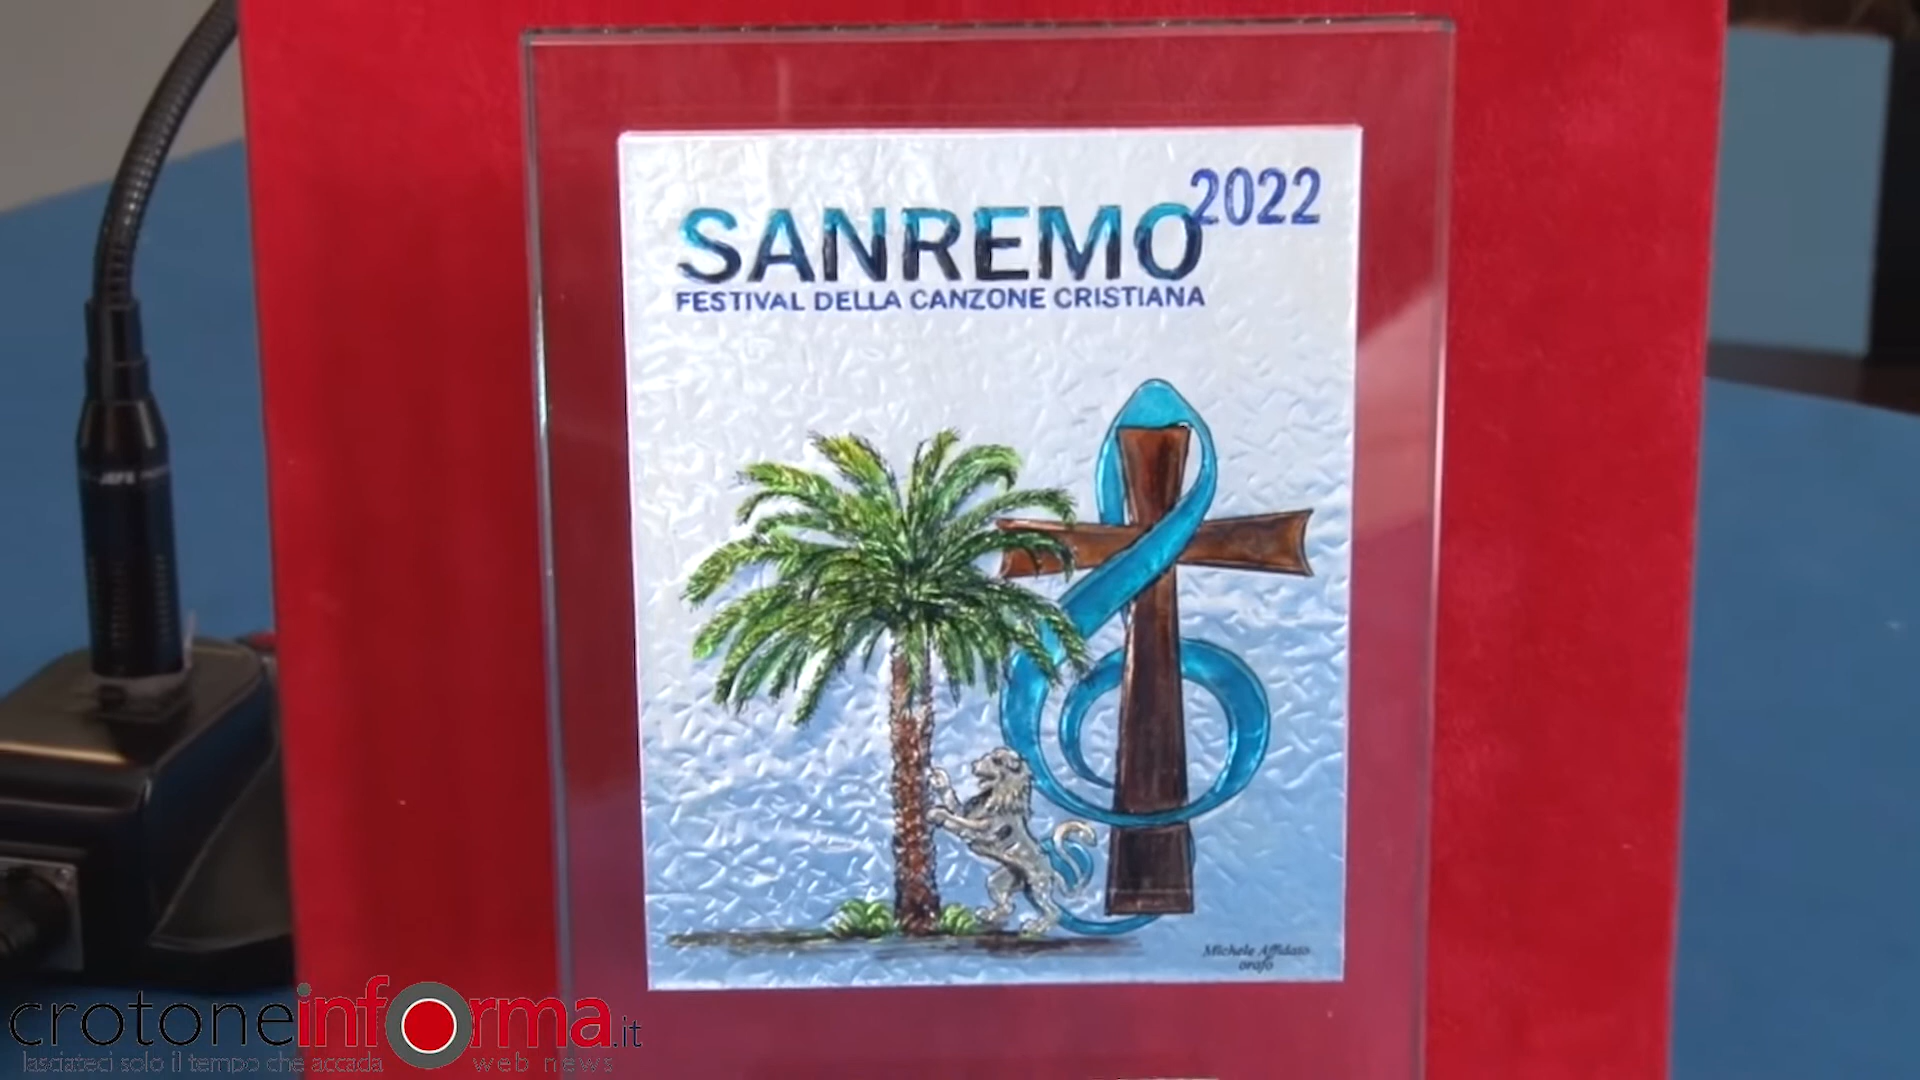 2022
SANREMO
FESTIVAL DELLA CANZONE CRISTIANA
Michele Affidato
orafo
crotoneinforma.it
lasciateci solo il tempo che accada web news